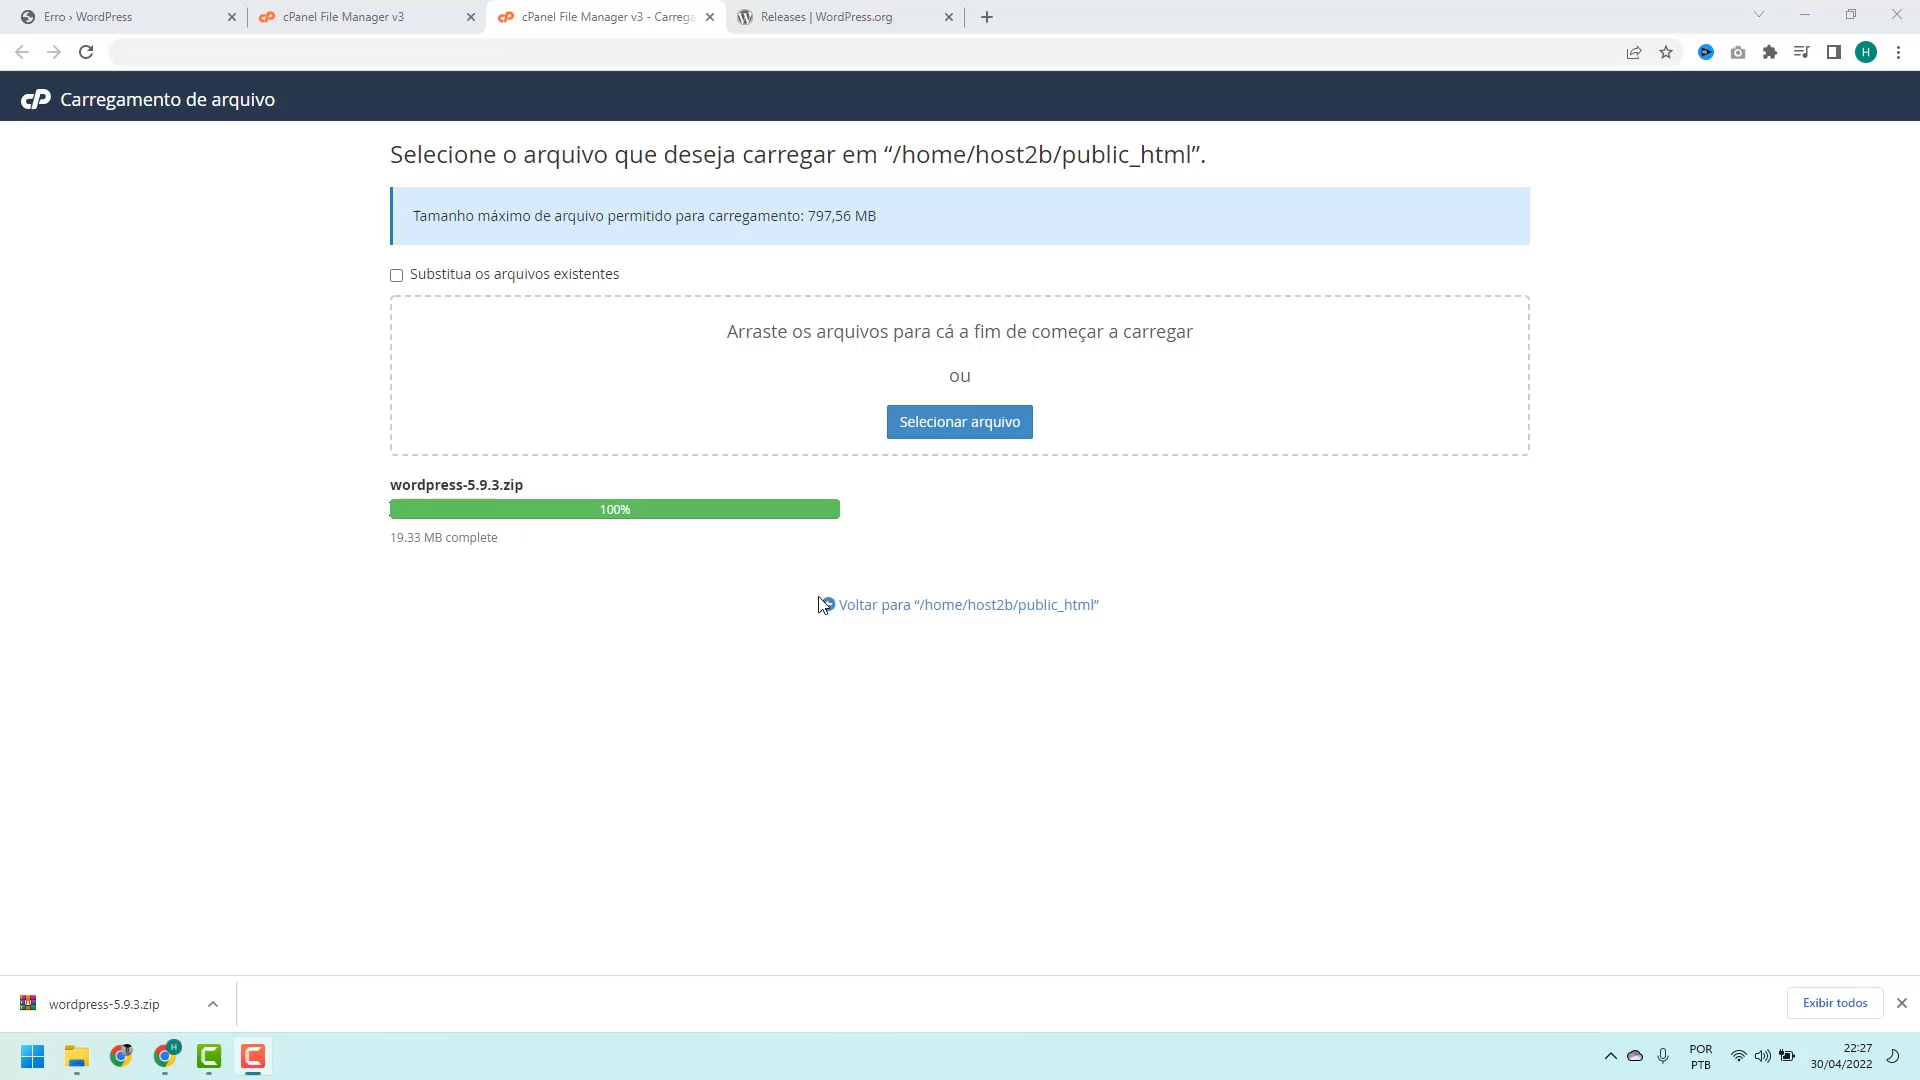 Ero › WordPress
cPanel File Manager v3
cPanel File Manager v3 - Carrega
Releases | WordPress.org
H
cP Carregamento de arquivo
Selecione o arquivo que deseja carregar em “/home/host2b/public_html”.
Tamanho máximo de arquivo permitido para carregamento: 797,56 MB
Substitua os arquivos existentes
Arraste os arquivos para cá a fim de começar a carregar
ou
Selecionar arquivo
wordpress-5.9.3.zip
100%
19.33 MB complete
Voltar para “/home/host2b/public_html”
wordpress-5.9.3.zip
Exibir todos
H
POR
PTB
22:27
30/04/2022